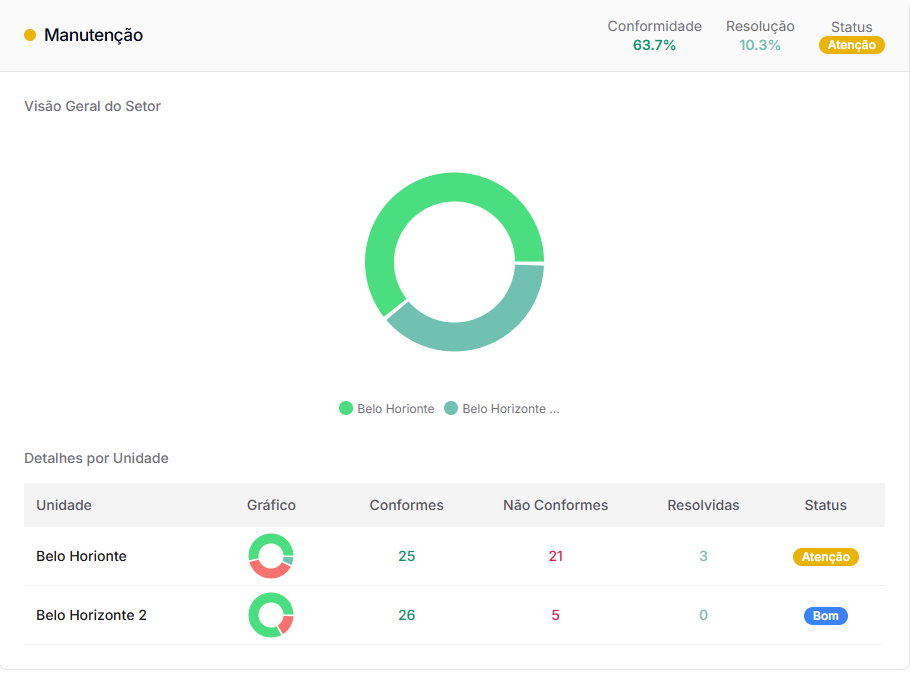 Manutenção
Conformidade
63.7%
Resolução
10.3%
Status
Atenção
Visão Geral do Setor
Belo Horionte
Belo Horizonte ...
Detalhes por Unidade
Unidade Gráfico Conformes Não Conformes Resolvidas Status
Belo Horionte 25 21 3 Atenção
Belo Horizonte 2 26 5 0 Bom